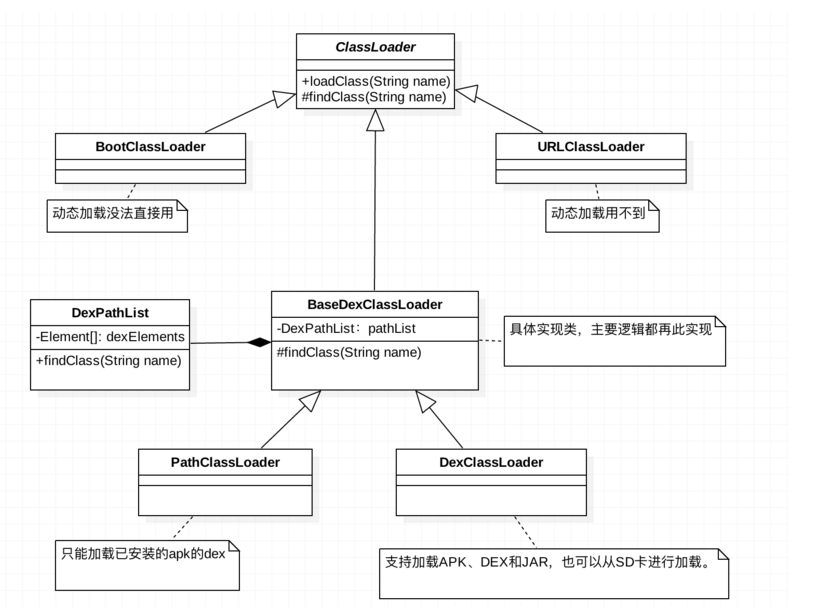 ClassLoader
+loadClass(String name)
#findClass(String name)
BootClassLoader
URLClassLoader
动态加载没法直接用
动态加载用不到
DexPathList
-Element[]: dexElements
+findClass(String name)
BaseDexClassLoader
-DexPathList：pathList
#findClass(String name)
具体实现类，主要逻辑都再此实现
PathClassLoader
DexClassLoader
只能加载已安装的apk的dex
支持加载APK、DEX和JAR，也可以从SD卡进行加载。